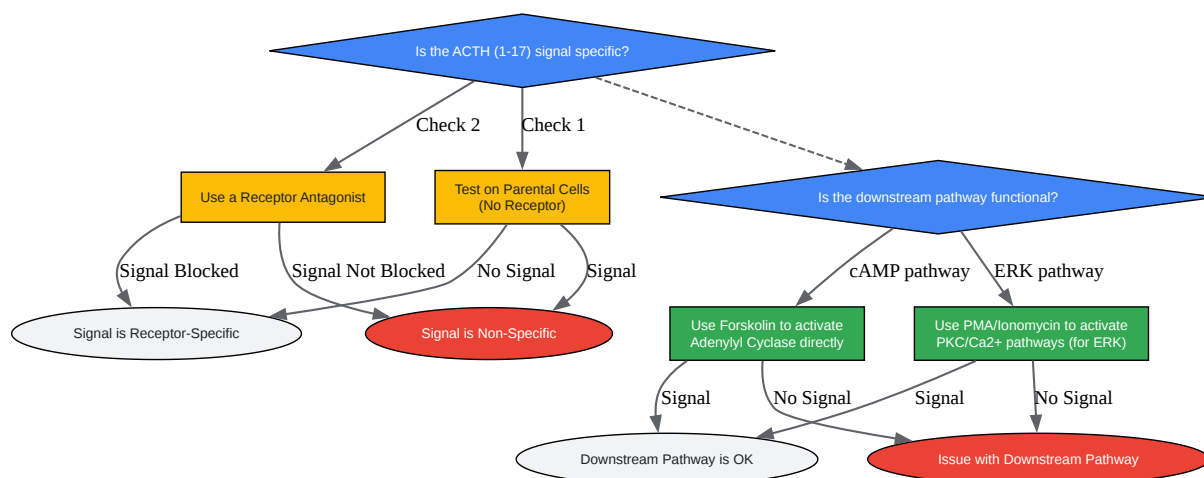 Is the ACTH (1-17) signal specific?
Check 2
Check 1
Use a Receptor Antagonist
Test on Parental Cells
(No Receptor)
Is the downstream pathway functional?
Signal Blocked
Signal Not Blocked
No Signal
Signal
cAMP pathway
ERK pathway
Signal is Receptor-Specific
Signal is Non-Specific
Use Forskolin to activate
Adenylyl Cyclase directly
Use PMA/Ionomycin to activate
PKC/Ca2+ pathways (for ERK)
Signal
No Signal
Signal
No Signal
Downstream Pathway is OK
Issue with Downstream Pathway